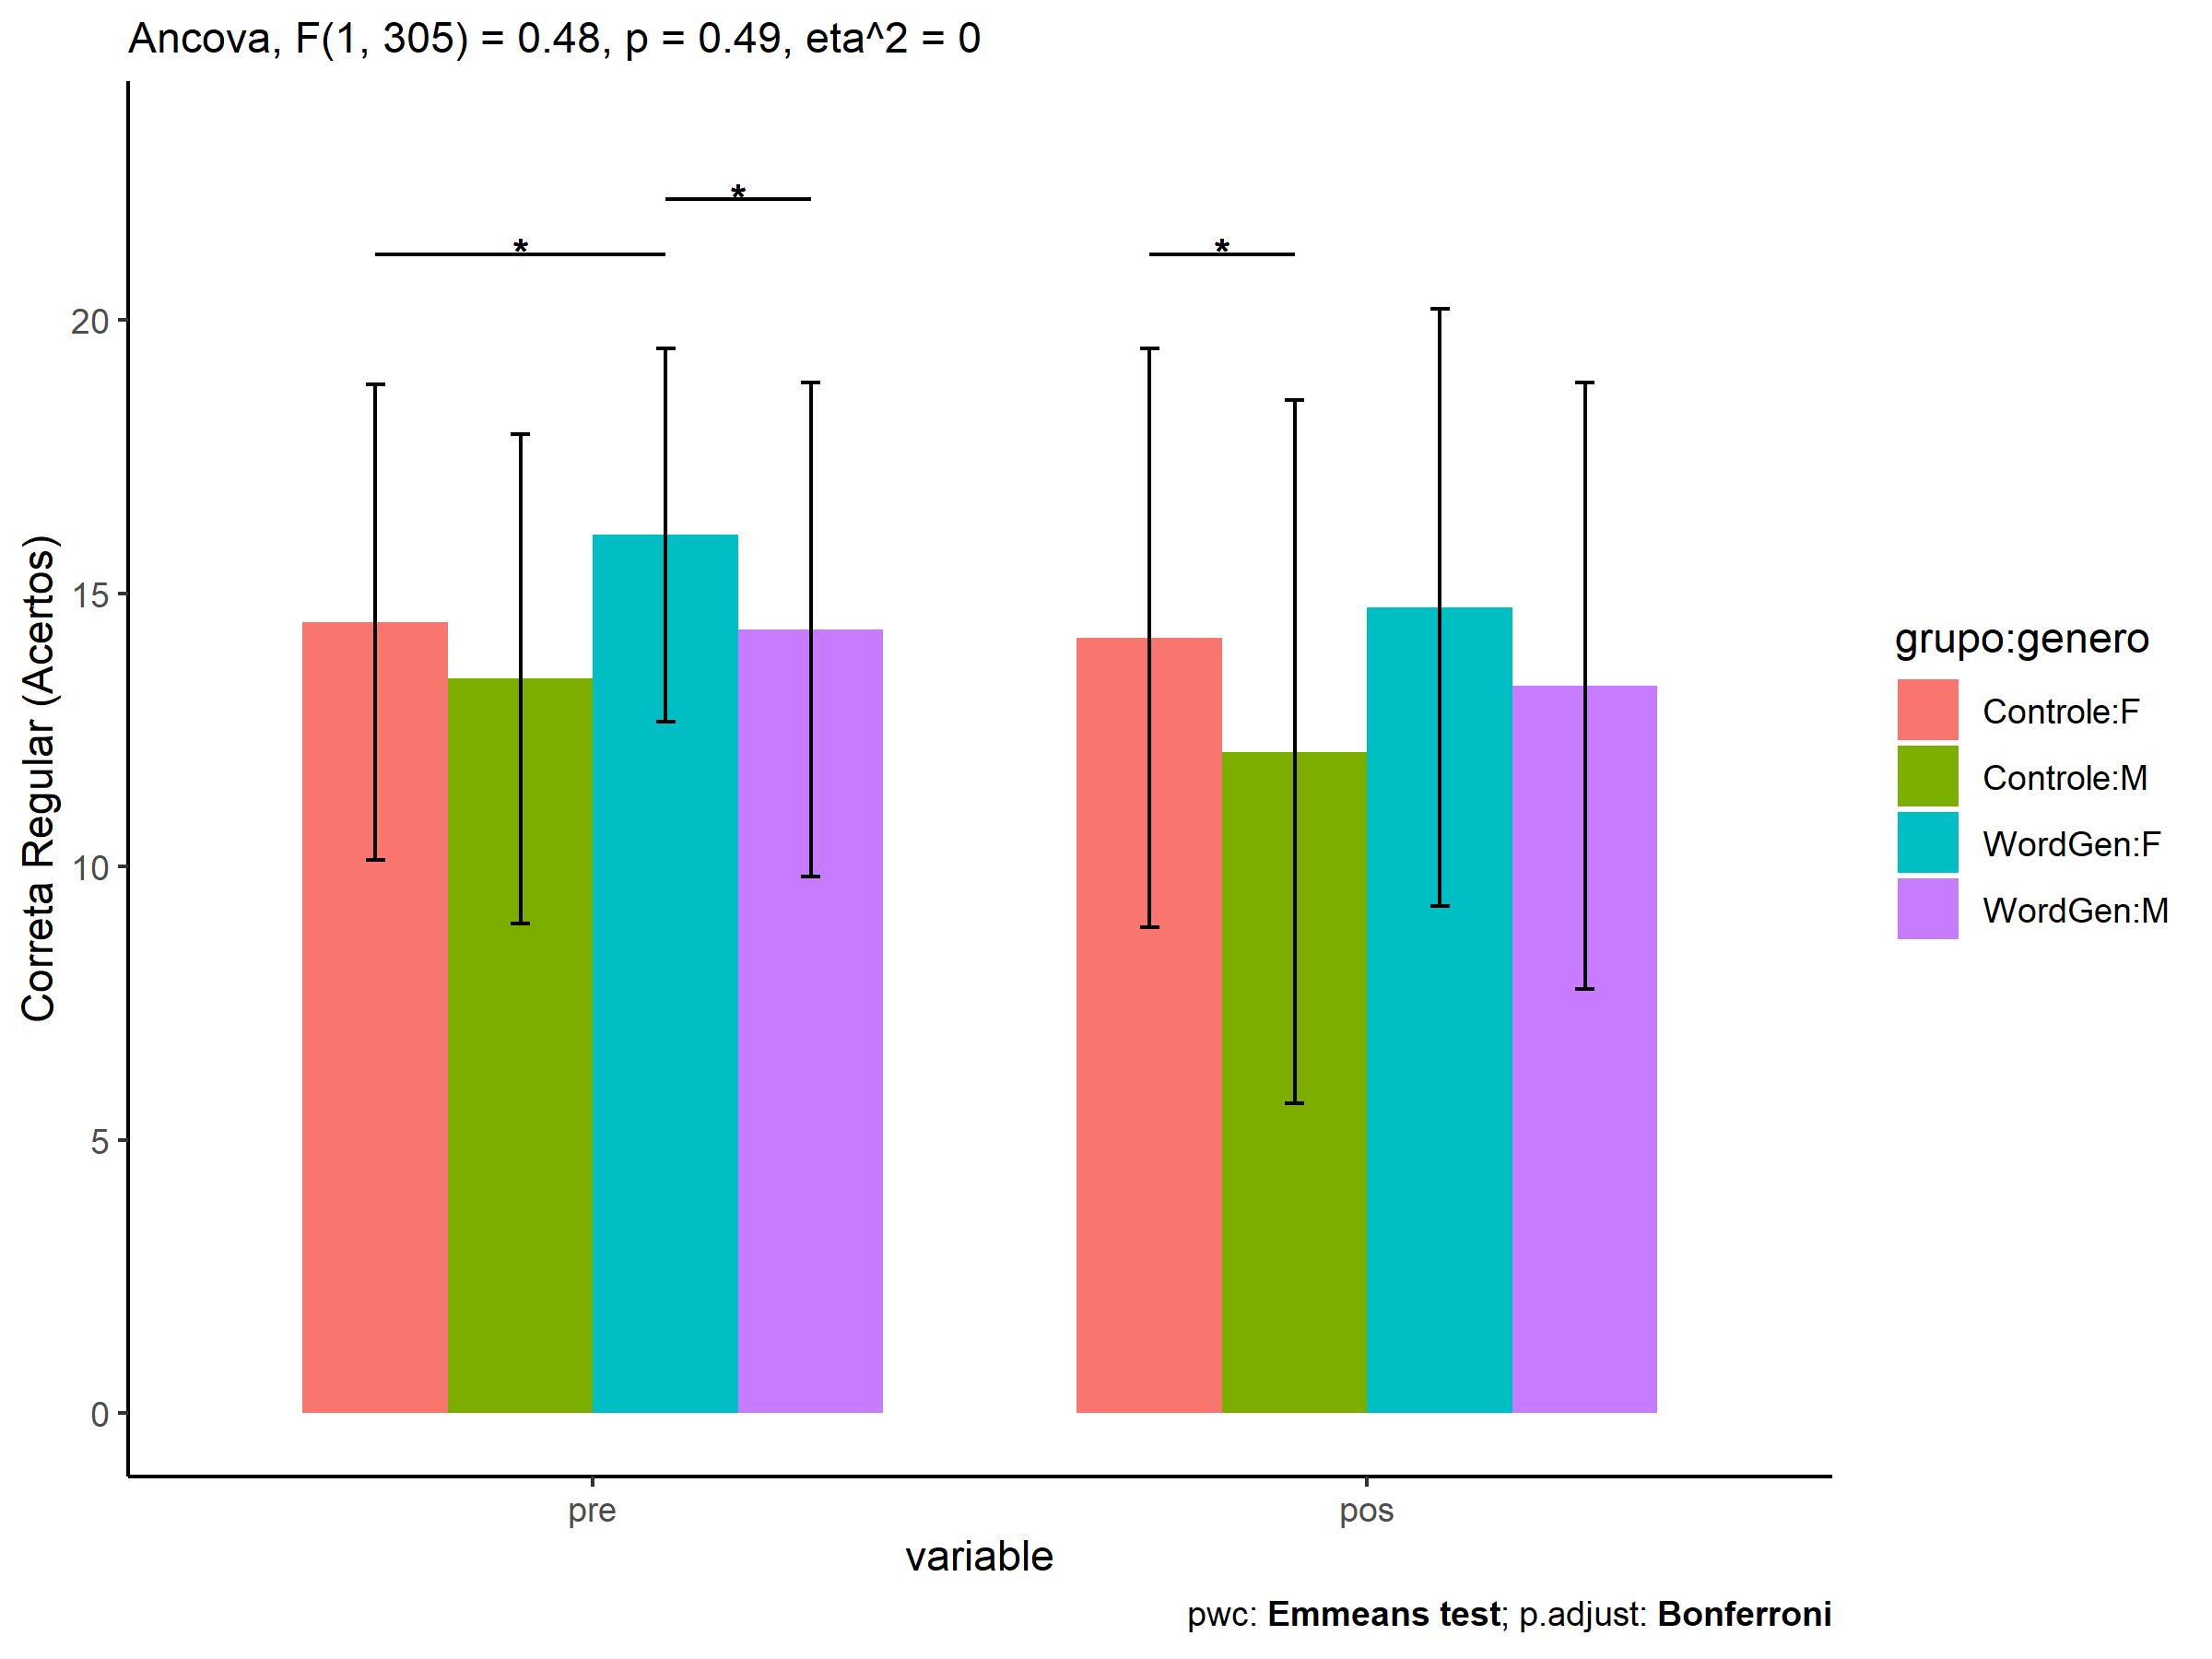 Ancova, F(1, 305) = 0.48, p = 0.49, eta^2 = 0
Correta Regular (Acertos)
20
15
10
5
0
*
*
*
pre
pos
variable
grupo:genero
Controle:F
Controle:M
WordGen:F
WordGen:M
pwc: Emmeans test; p.adjust: Bonferroni